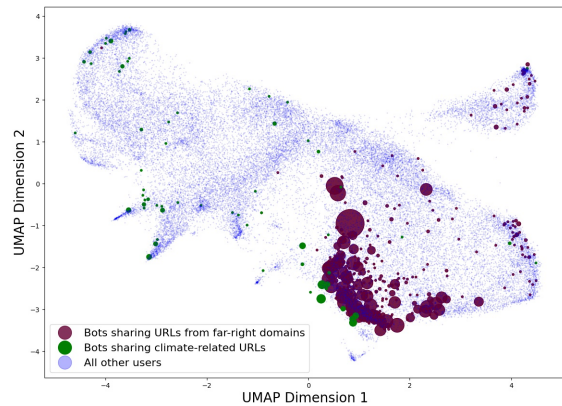 4
3
2
1
0
−1
−2
−3
−4
UMAP Dimension 2
Bots sharing URLs from far-right domains
Bots sharing climate-related URLs
All other users
−4
−2
0
2
4
UMAP Dimension 1